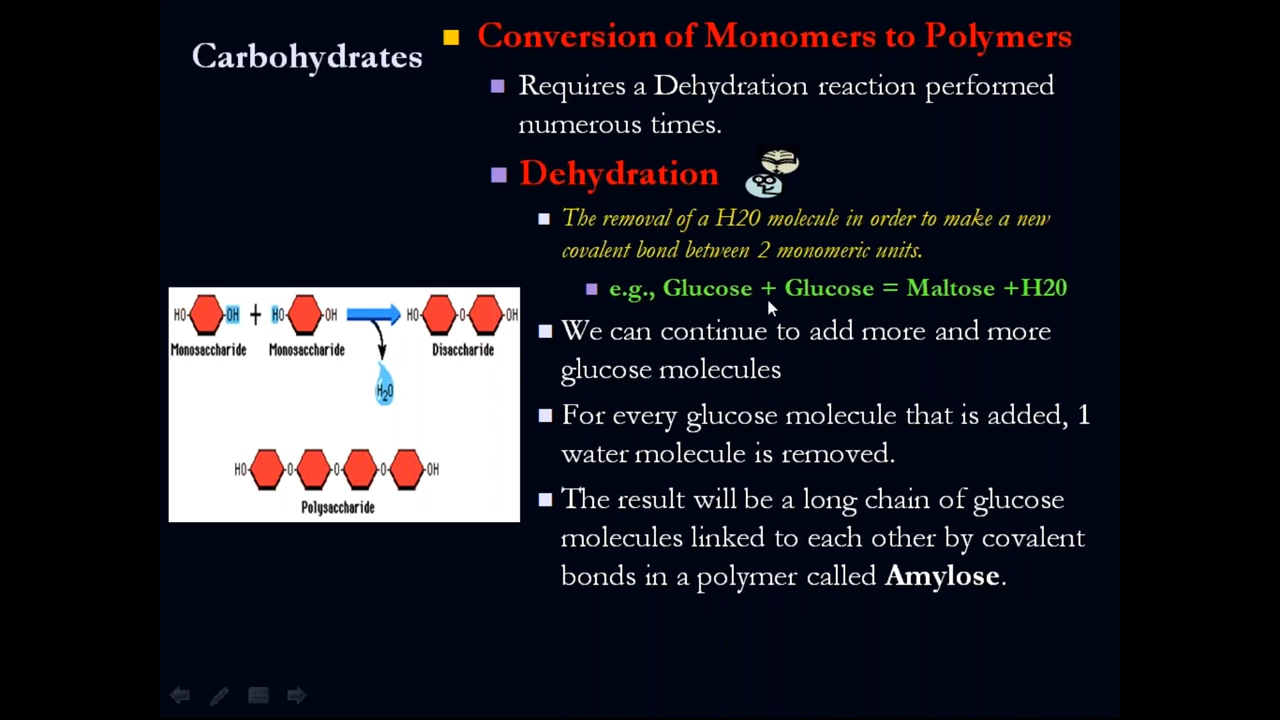 Carbohydrates
Conversion of Monomers to Polymers
Requires a Dehydration reaction performed
numerous times.
Dehydration
The removal of a H20 molecule in order to make a new
covalent bond between 2 monomeric units.
e.g., Glucose + Glucose = Maltose +H20
We can continue to add more and more
glucose molecules
For every glucose molecule that is added, 1
water molecule is removed.
The result will be a long chain of glucose
molecules linked to each other by covalent
bonds in a polymer called Amylose.
HO -OH + HO -OH HO -O- -OH
Monosaccharide Monosaccharide Disaccharide
H2O
HO -O- -O- -O- -OH
Polysaccharide